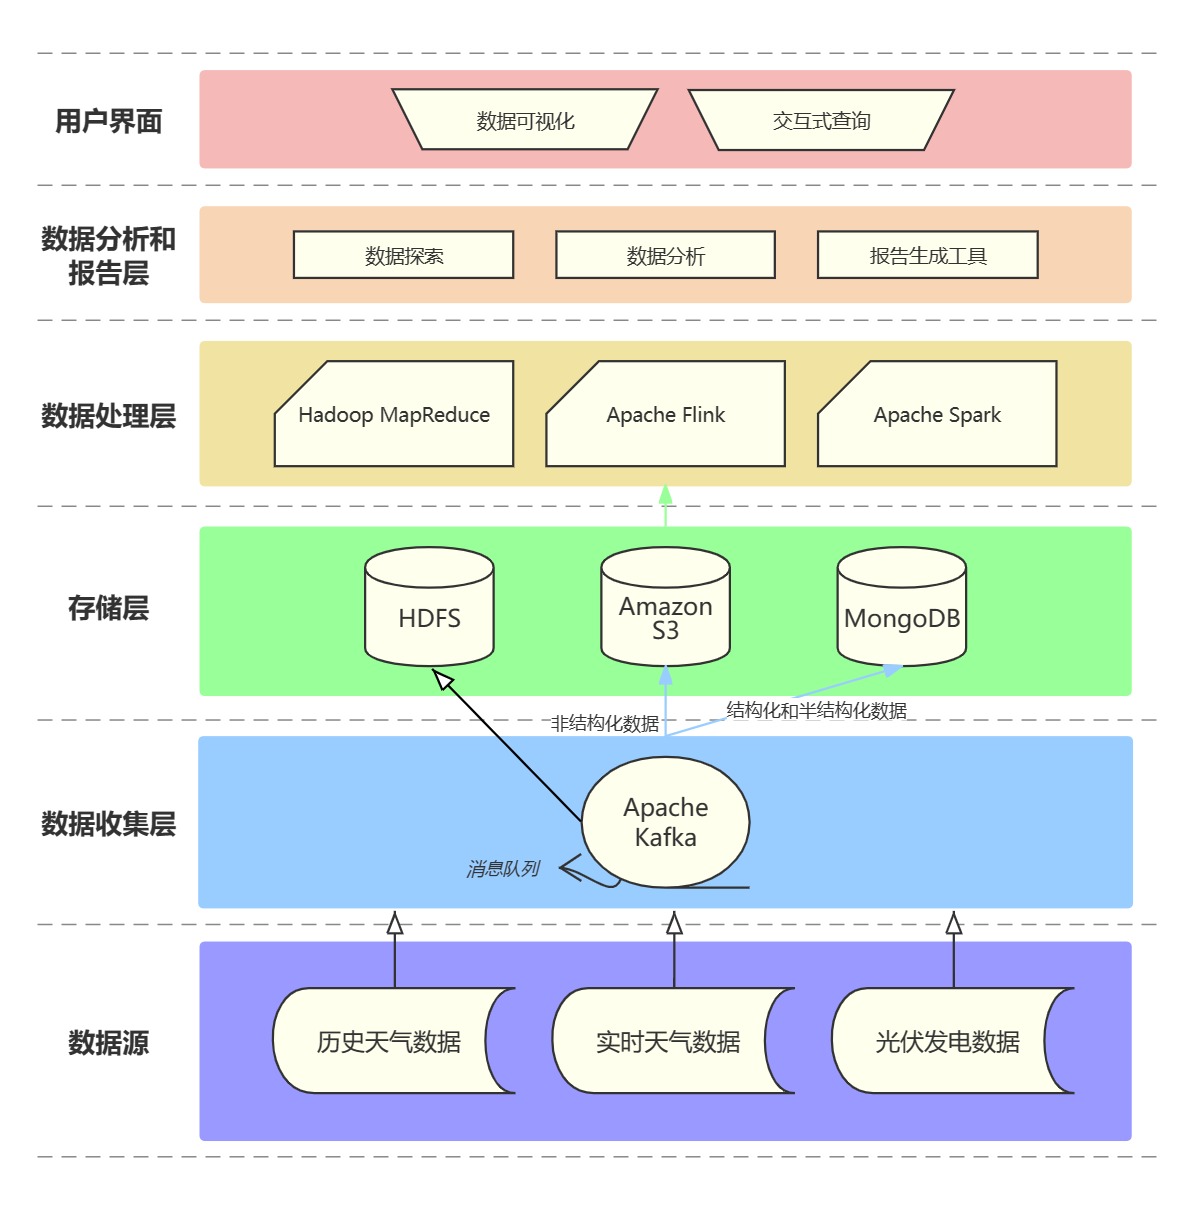 用户界面
数据可视化
交互式查询
数据分析和
报告层
数据探索
数据分析
报告生成工具
数据处理层
Hadoop MapReduce
Apache Flink
Apache Spark
存储层
HDFS
Amazon
S3
MongoDB
非结构化数据
结构化和半结构化数据
数据收集层
Apache
Kafka
消息队列
数据源
历史天气数据
实时天气数据
光伏发电数据